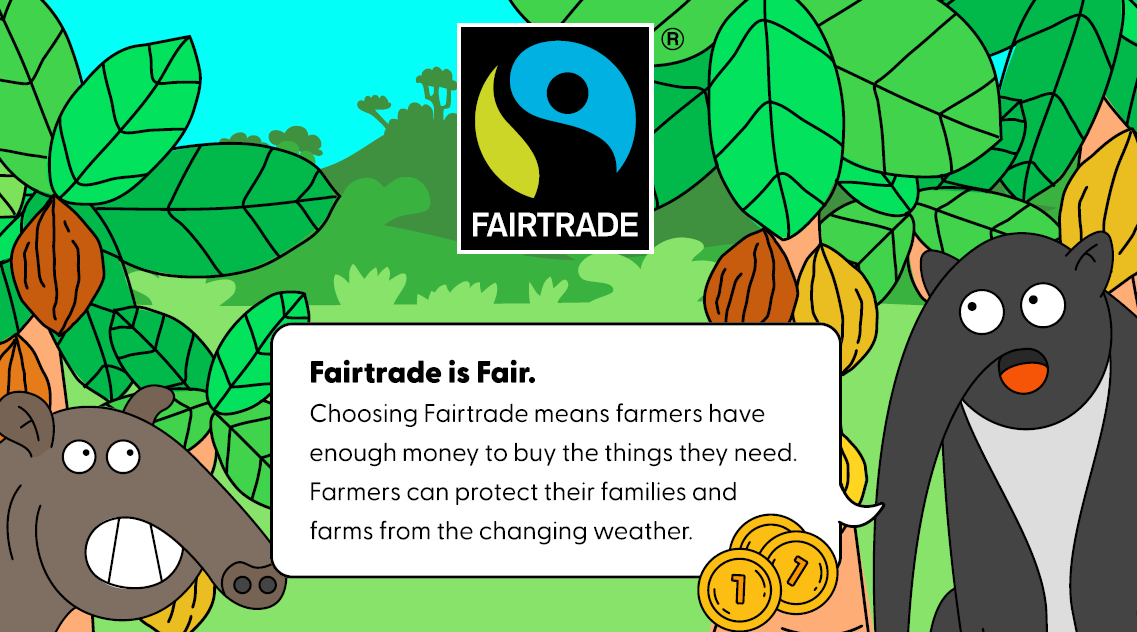 ®
FAIRTRADE
Fairtrade is Fair.
Choosing Fairtrade means farmers have
enough money to buy the things they need.
Farmers can protect their families and
farms from the changing weather.
1 1